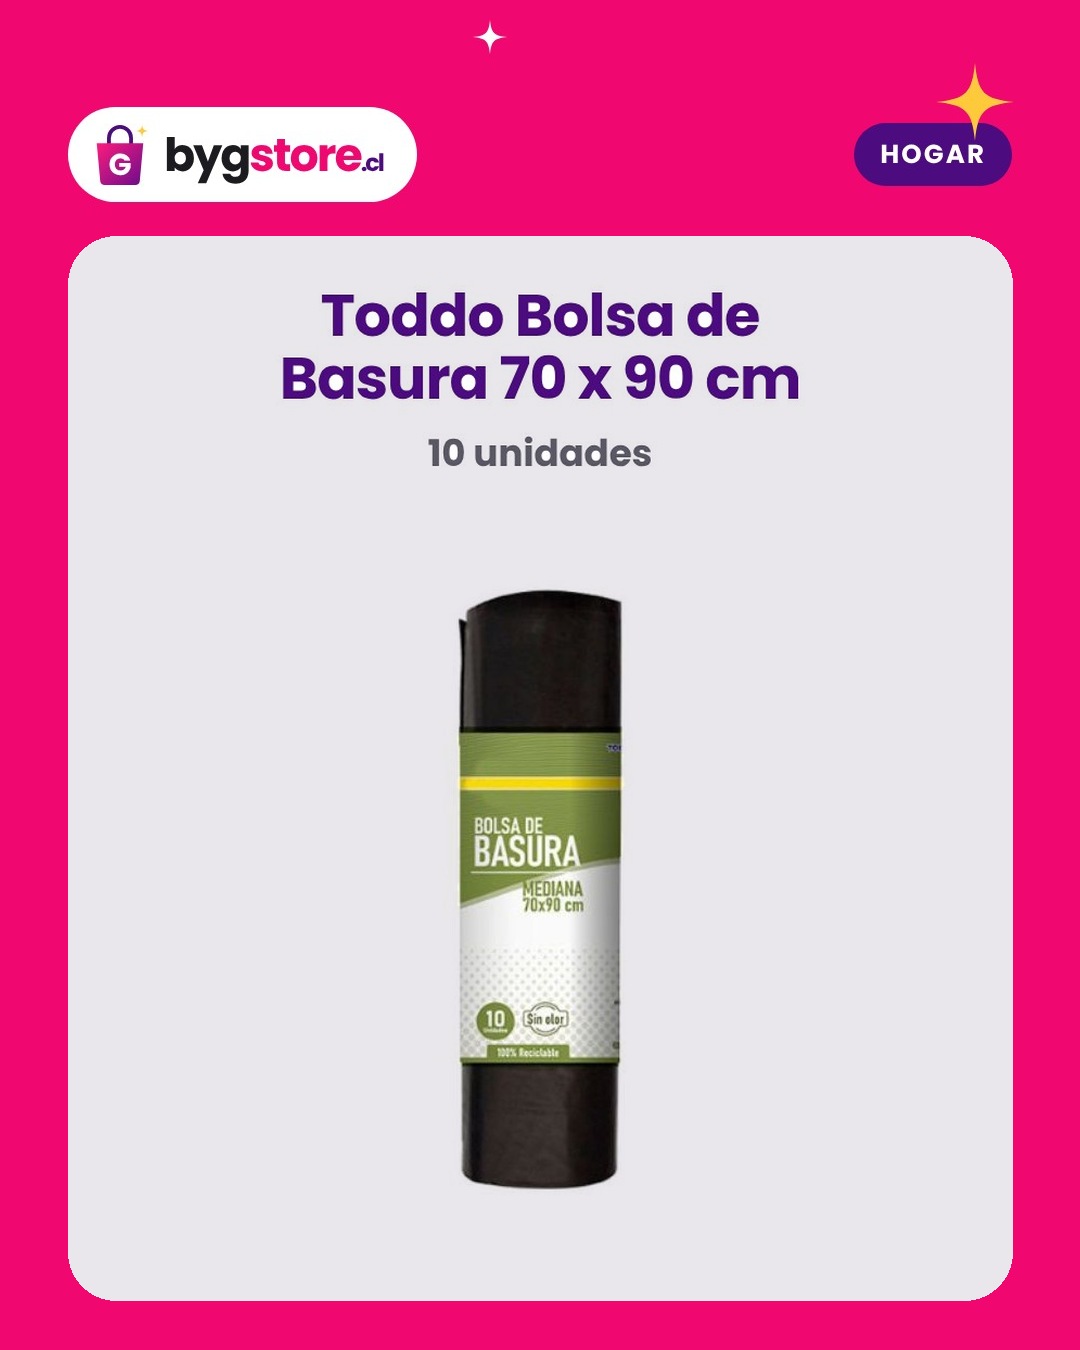 bygstore.cl
G
HOGAR
Toddo Bolsa de
Basura 70 x 90 cm
10 unidades
BOLSA DE
BASURA
MEDIANA
70x90 cm
10
Unidades
Sin olor
100% Reciclable